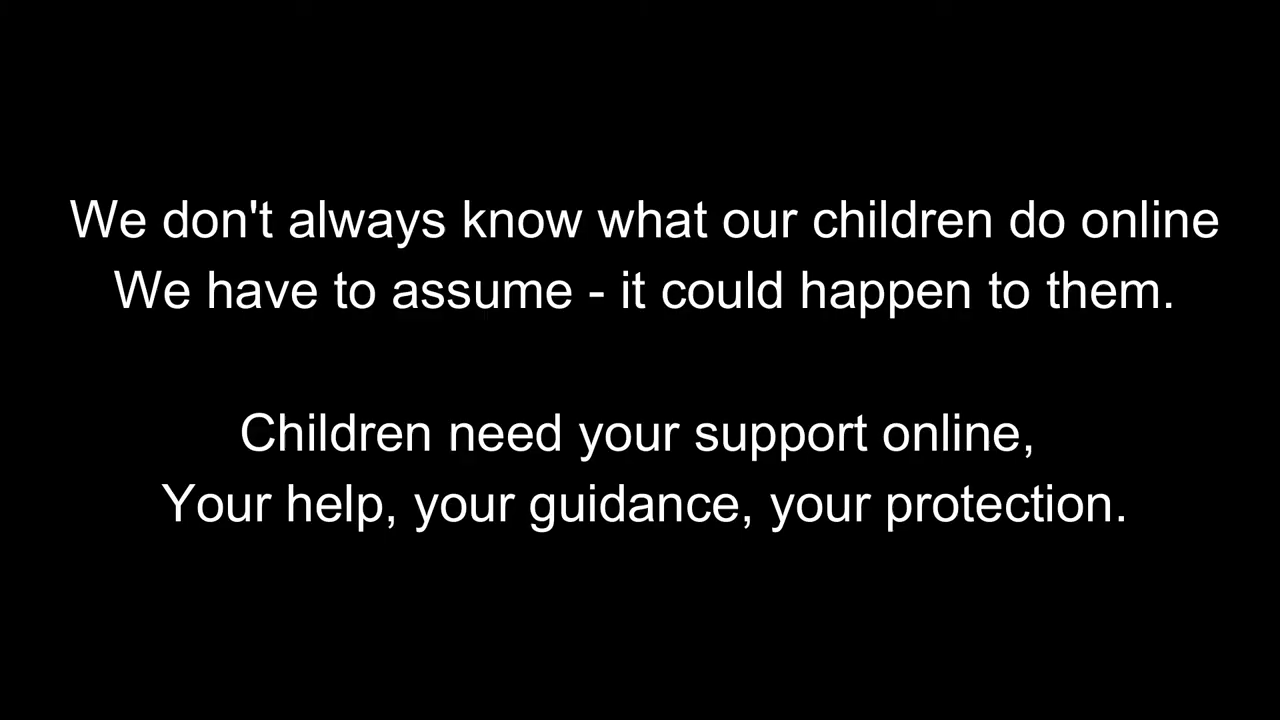 We don't always know what our children do online
We have to assume - it could happen to them.
Children need your support online,
Your help, your guidance, your protection.